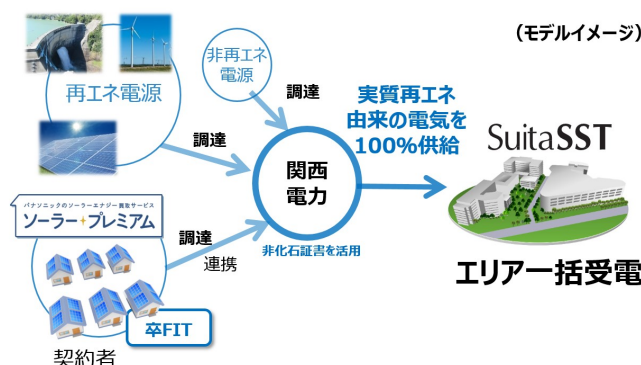 (モデルイメージ)
再エネ電源
非再エネ
電源
調達
調達
実質再エネ
由来の電気を
100%供給
関西
電力
非化石証書を活用
SuitaSST
エリア一括受電
パナソニックのソーラーエナジー買取サービス
ソーラー+プレミアム
調達
連携
卒FIT
契約者